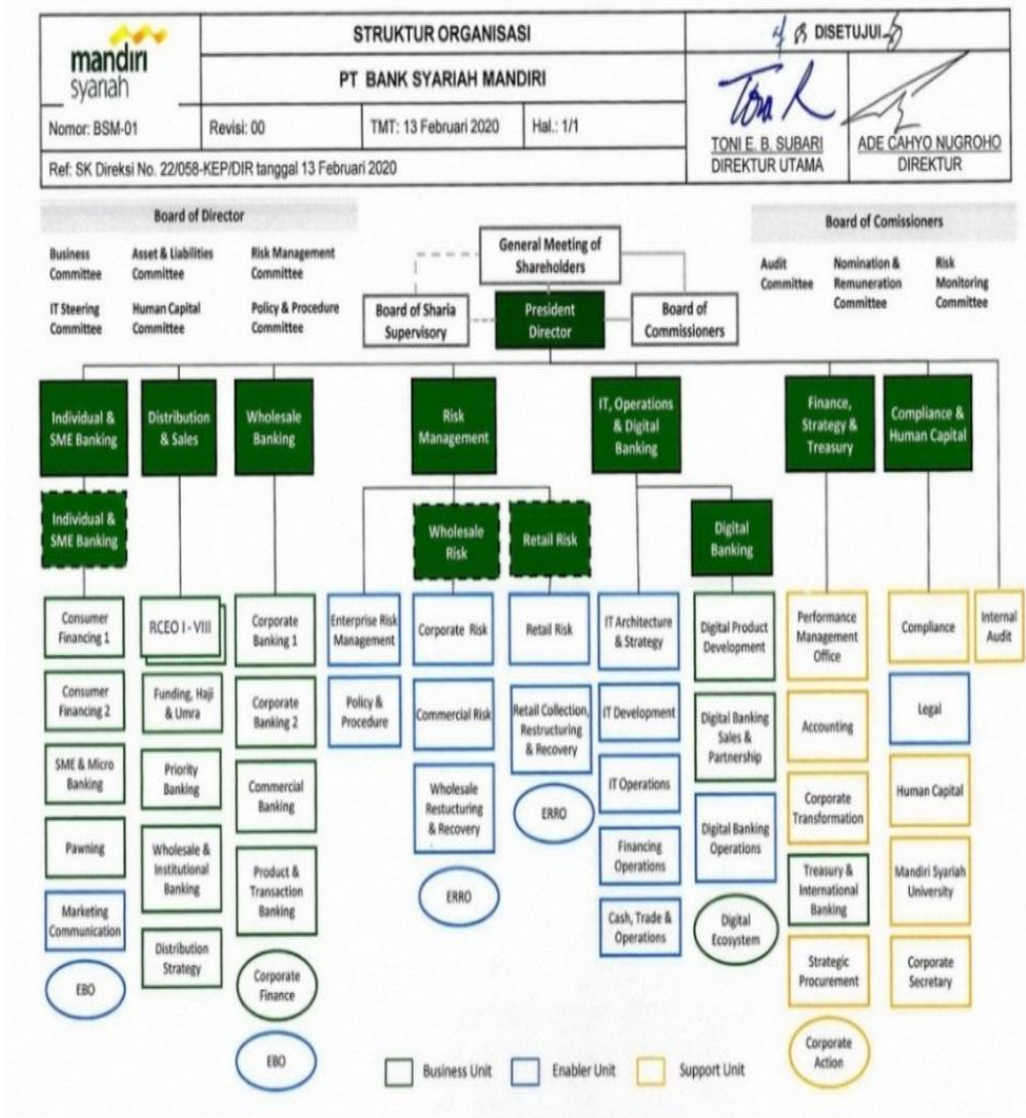 mandiri
syariah
STRUKTUR ORGANISASI
PT BANK SYARIAH MANDIRI
Nomor: BSM-01
Revisi: 00
TMT: 13 Februari 2020
Hal.: 1/1
Ref: SK Direksi No. 22/058-KEP/DIR tanggal 13 Februari 2020
DISETUJUI
TONI E. B. SUBARI
DIREKTUR UTAMA
ADE CAHYO NUGROHO
DIREKTUR
Board of Director
Business
Committee
Asset & Liabilities
Committee
Risk Management
Committee
IT Steering
Committee
Human Capital
Committee
Policy & Procedure
Committee
General Meeting of
Shareholders
Board of Sharia
Supervisory
President
Director
Board of
Commissioners
Board of Comissioners
Audit
Committee
Nomination &
Remuneration
Committee
Risk
Monitoring
Committee
Individual &
SME Banking
Distribution
& Sales
Wholesale
Banking
Risk
Management
IT, Operations
& Digital
Banking
Finance,
Strategy &
Treasury
Compliance &
Human Capital
Individual &
SME Banking
Wholesale
Risk
Retail Risk
Digital
Banking
Consumer
Financing 1
Consumer
Financing 2
SME & Micro
Banking
Pawning
Marketing
Communication
EBO
RCEO I - VIII
Funding, Haji
& Umra
Priority
Banking
Wholesale &
Institutional
Banking
Distribution
Strategy
Corporate
Banking 1
Corporate
Banking 2
Commercial
Banking
Product &
Transaction
Banking
Corporate
Finance
EBO
Enterprise Risk
Management
Policy &
Procedure
Corporate Risk
Commercial Risk
Wholesale
Restucturing
& Recovery
ERRO
Retail Risk
Retail Collection,
Restructuring
& Recovery
ERRO
IT Architecture
& Strategy
IT Development
IT Operations
Financing
Operations
Cash, Trade &
Operations
Digital Product
Development
Digital Banking
Sales &
Partnership
Digital Banking
Operations
Digital
Ecosystem
Performance
Management
Office
Accounting
Corporate
Transformation
Treasury &
International
Banking
Strategic
Procurement
Corporate
Action
Compliance
Legal
Human Capital
Mandiri Syariah
University
Corporate
Secretary
Internal
Audit
Business Unit
Enabler Unit
Support Unit